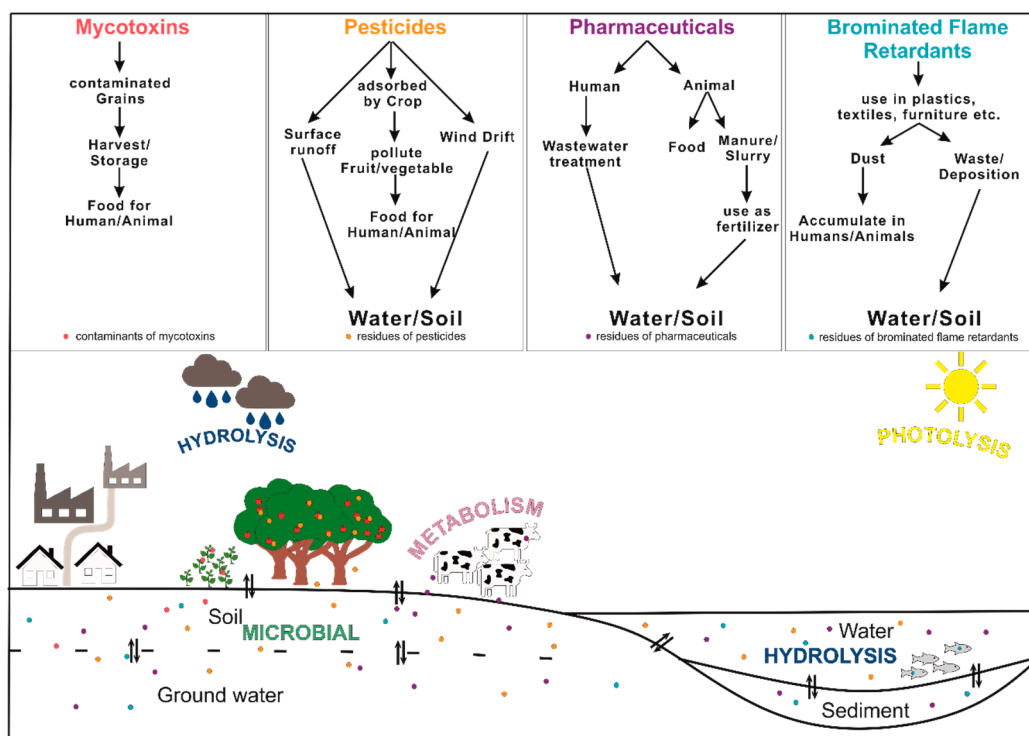 Mycotoxins
contaminated
Grains
Harvest/
Storage
Food for
Human/Animal
contaminants of mycotoxins
Pesticides
adsorbed
by Crop
Surface
runoff
Wind Drift
pollute
Fruit/vegetable
Food for
Human/Animal
Water/Soil
residues of pesticides
Pharmaceuticals
Human
Animal
Wastewater
treatment
Food
Manure/
Slurry
use as
fertilizer
Water/Soil
residues of pharmaceuticals
Brominated Flame
Retardants
use in plastics,
textiles, furniture etc.
Dust
Waste/
Deposition
Accumulate in
Humans/Animals
Water/Soil
residues of brominated flame retardants
HYDROLYSIS
PHOTOLYSIS
METABOLISM
Soil
MICROBIAL
Water
HYDROLYSIS
Ground water
Sediment